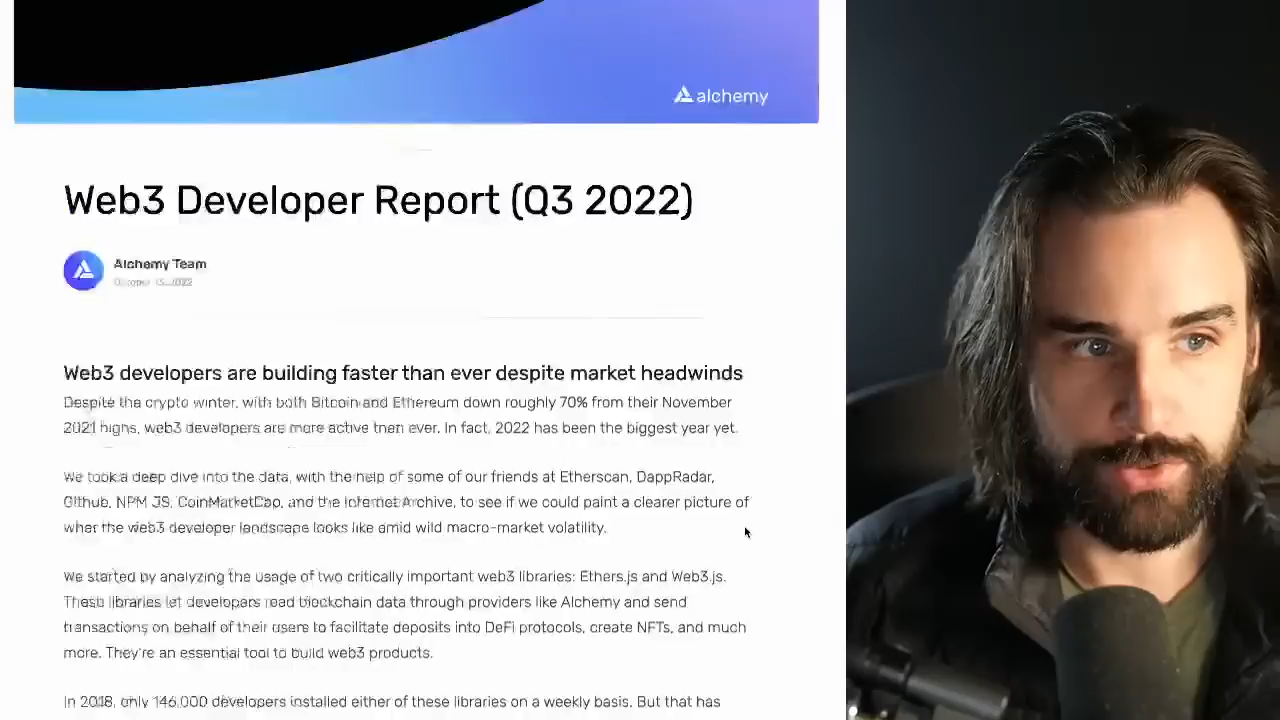 alchemy
Web3 Developer Report (Q3 2022)
Alchemy Team
2022
Web3 developers are building faster than ever despite market headwinds
Despite the crypto winter, with both Bitcoin and Ethereum down roughly 70% from their November
2021 highs, web3 developers are more active than ever. In fact, 2022 has been the biggest year yet.
We took a deep dive into the data, with the help of some of our friends at Etherscan, DappRadar,
Github, NPM JS, CoinMarketCap, and the Internet Archive, to see if we could paint a clearer picture of
what the web3 developer landscape looks like amid wild macro-market volatility.
We started by analyzing the usage of two critically important web3 libraries: Ethers.js and Web3.js.
These libraries let developers read blockchain data through providers like Alchemy and send
transactions on behalf of their users to facilitate deposits into DeFi protocols, create NFTs, and much
more. They're an essential tool to build web3 products.
In 2018, only 146,000 developers installed either of these libraries on a weekly basis. But that has